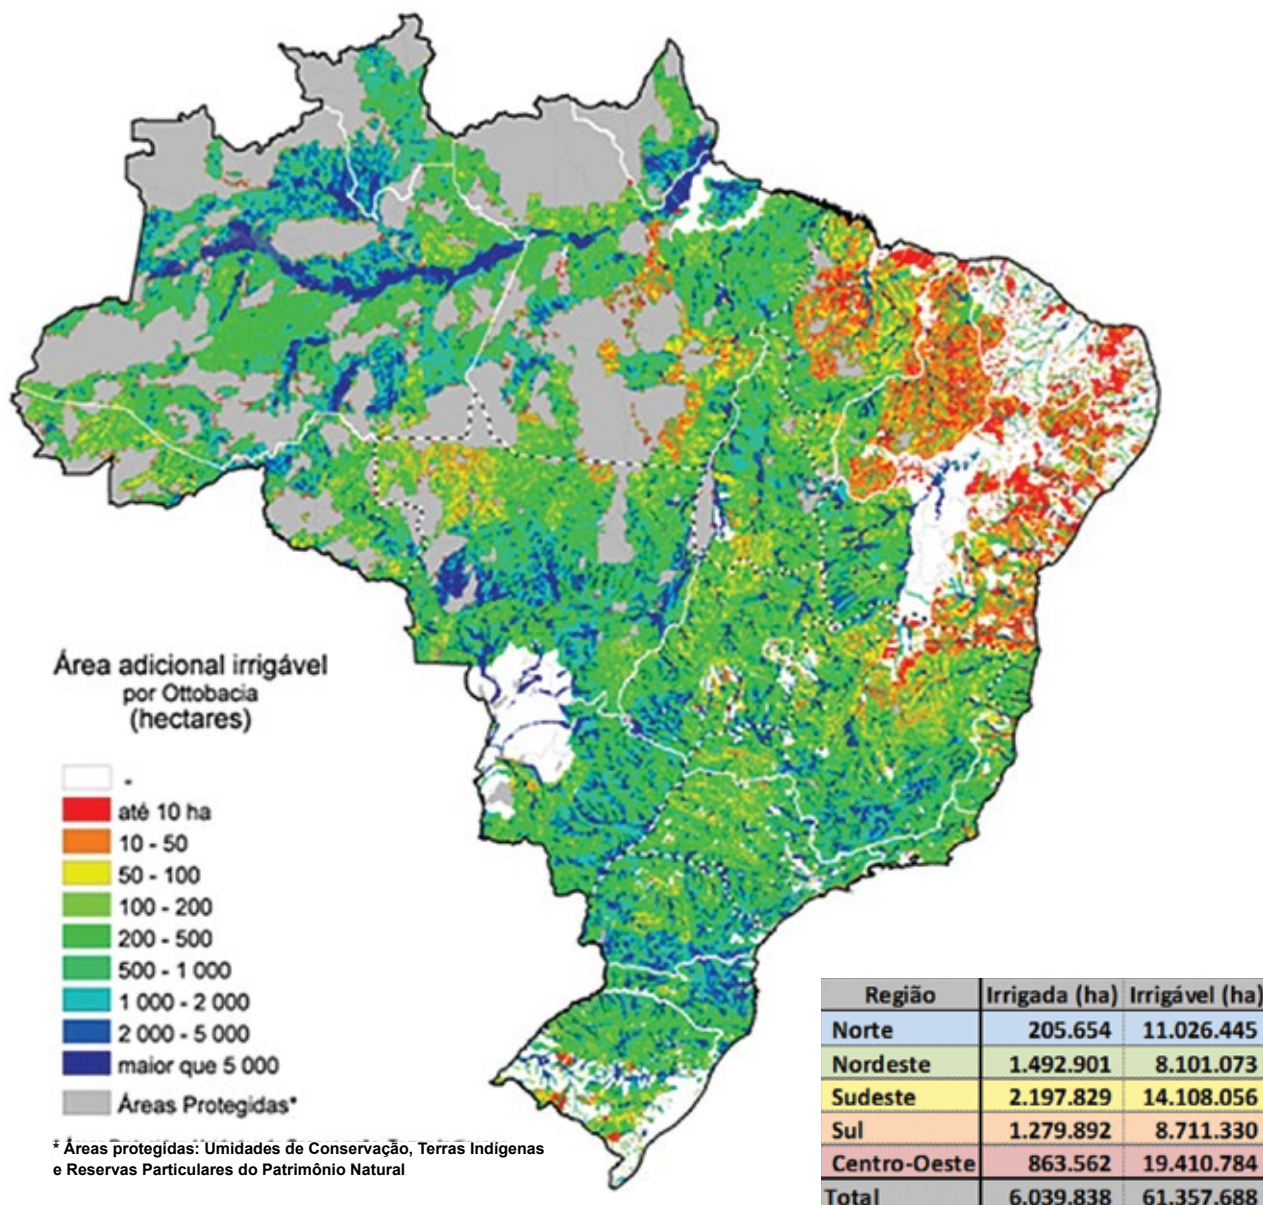 Área adicional irrigável
por Ottobacia
(hectares)
-
até 10 ha
10 - 50
50 - 100
100 - 200
200 - 500
500 - 1 000
1 000 - 2 000
2 000 - 5 000
maior que 5 000
Áreas Protegidas*
* Áreas protegidas: Umidades de Conservação, Terras Indígenas
e Reservas Particulares do Patrimônio Natural
Região Irrigada (ha) Irrigável (ha)
Norte 205.654 11.026.445
Nordeste 1.492.901 8.101.073
Sudeste 2.197.829 14.108.056
Sul 1.279.892 8.711.330
Centro-Oeste 863.562 19.410.784
Total 6.039.838 61.357.688